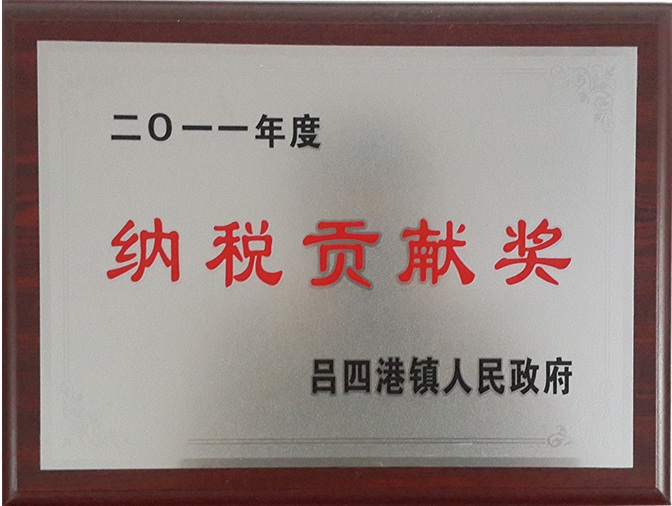 二〇一一年度
纳税贡献奖
吕四港镇人民政府